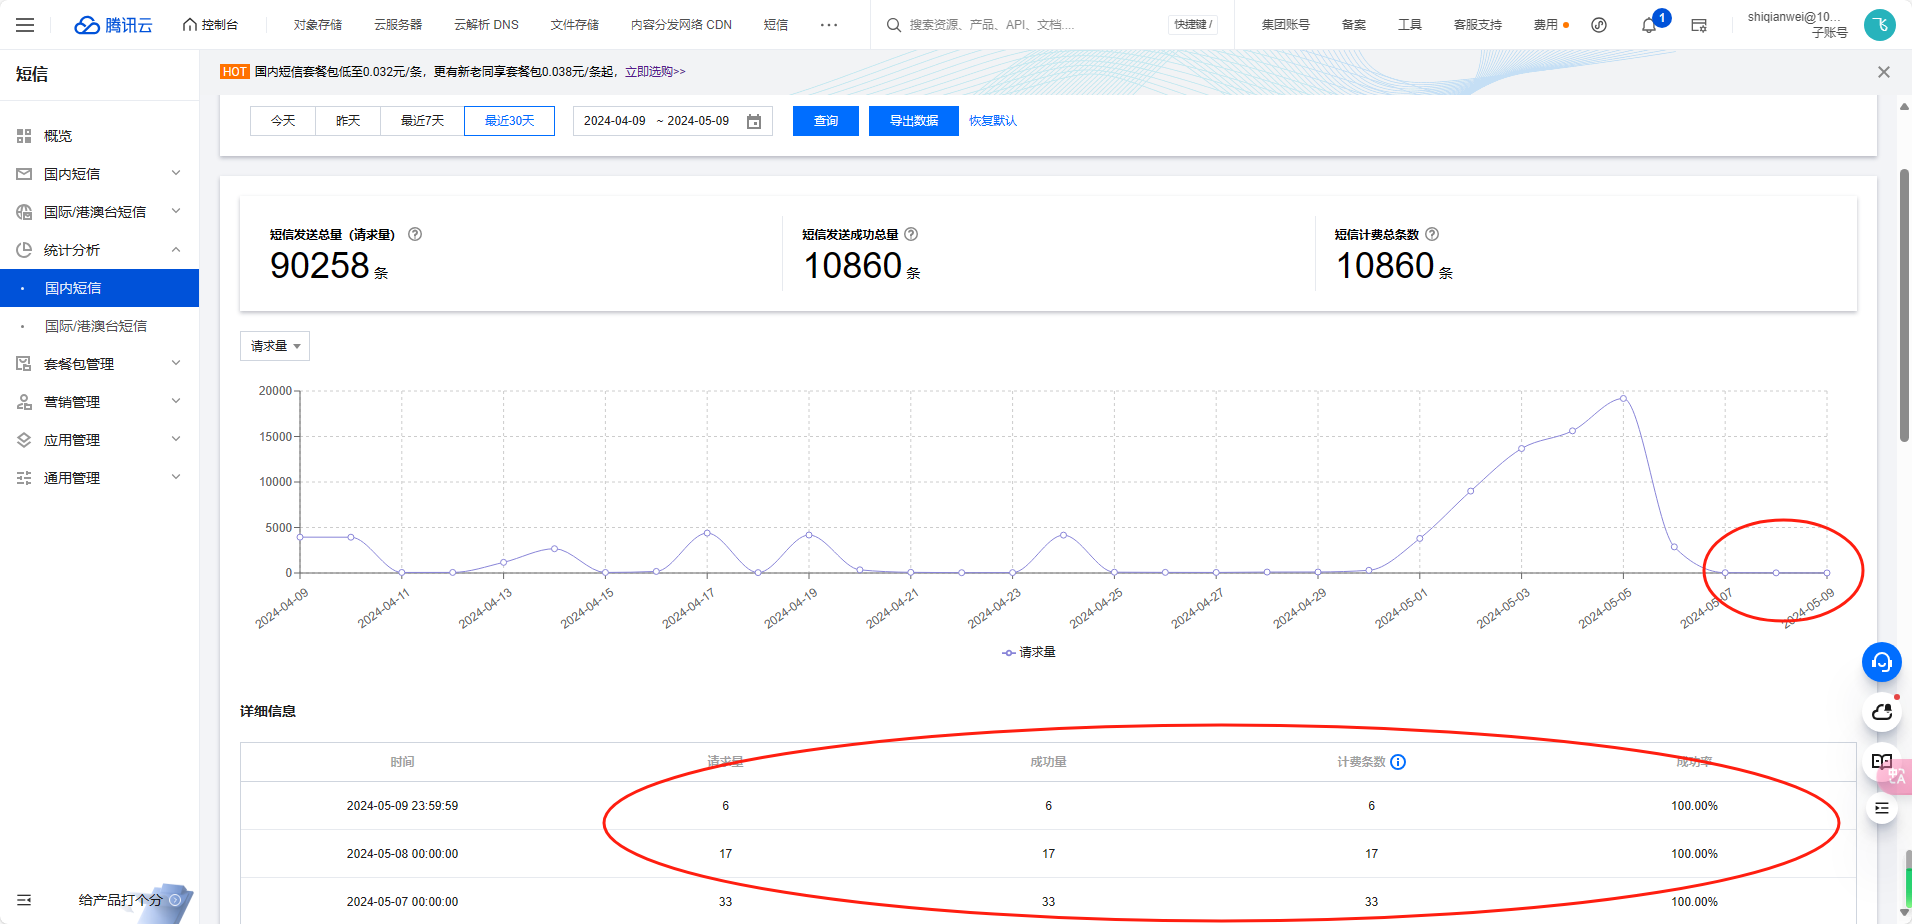 腾讯云
控制台
对象存储
云服务器
云解析 DNS
文件存储
内容分发网络 CDN
短信
搜索资源、产品、API、文档....
快捷键 /
集团账号
备案
工具
客服支持
费用
1
shiqianwei@10...
子账号
飞
短信
HOT 国内短信套餐包低至0.032元/条，更有新老同享套餐包0.038元/条起，立即选购>>
概览
国内短信
国际/港澳台短信
统计分析
国内短信
国际/港澳台短信
套餐包管理
营销管理
应用管理
通用管理
给产品打个分
今天
昨天
最近7天
最近30天
2024-04-09 ~ 2024-05-09
查询
导出数据
恢复默认
短信发送总量（请求量）
90258 条
短信发送成功总量
10860 条
短信计费总条数
10860 条
请求量
20000
15000
10000
5000
0
2024-04-09
2024-04-11
2024-04-13
2024-04-15
2024-04-17
2024-04-19
2024-04-21
2024-04-23
2024-04-25
2024-04-27
2024-04-29
2024-05-01
2024-05-03
2024-05-05
2024-05-07
2024-05-09
请求量
详细信息
时间 请求量 成功量 计费条数 成功率
2024-05-09 23:59:59 6 6 6 100.00%
2024-05-08 00:00:00 17 17 17 100.00%
2024-05-07 00:00:00 33 33 33 100.00%